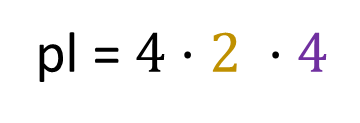 pl = 4 · 2 · 4